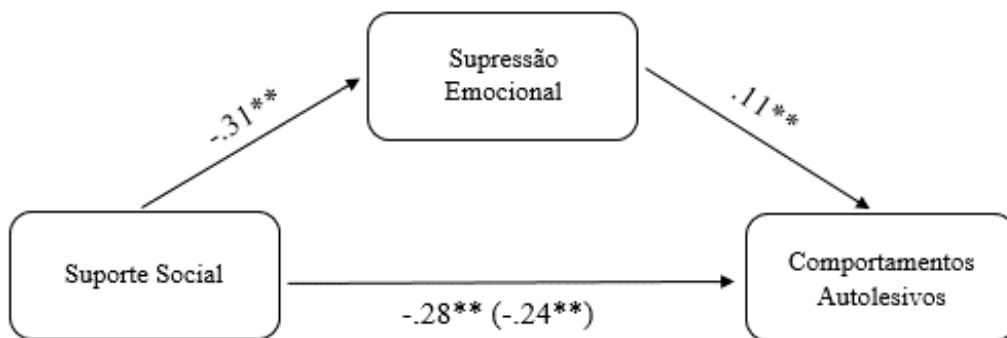 Supressão
Emocional
-.31**
.11**
Suporte Social
Comportamentos
Autolesivos
-.28** (-.24**)